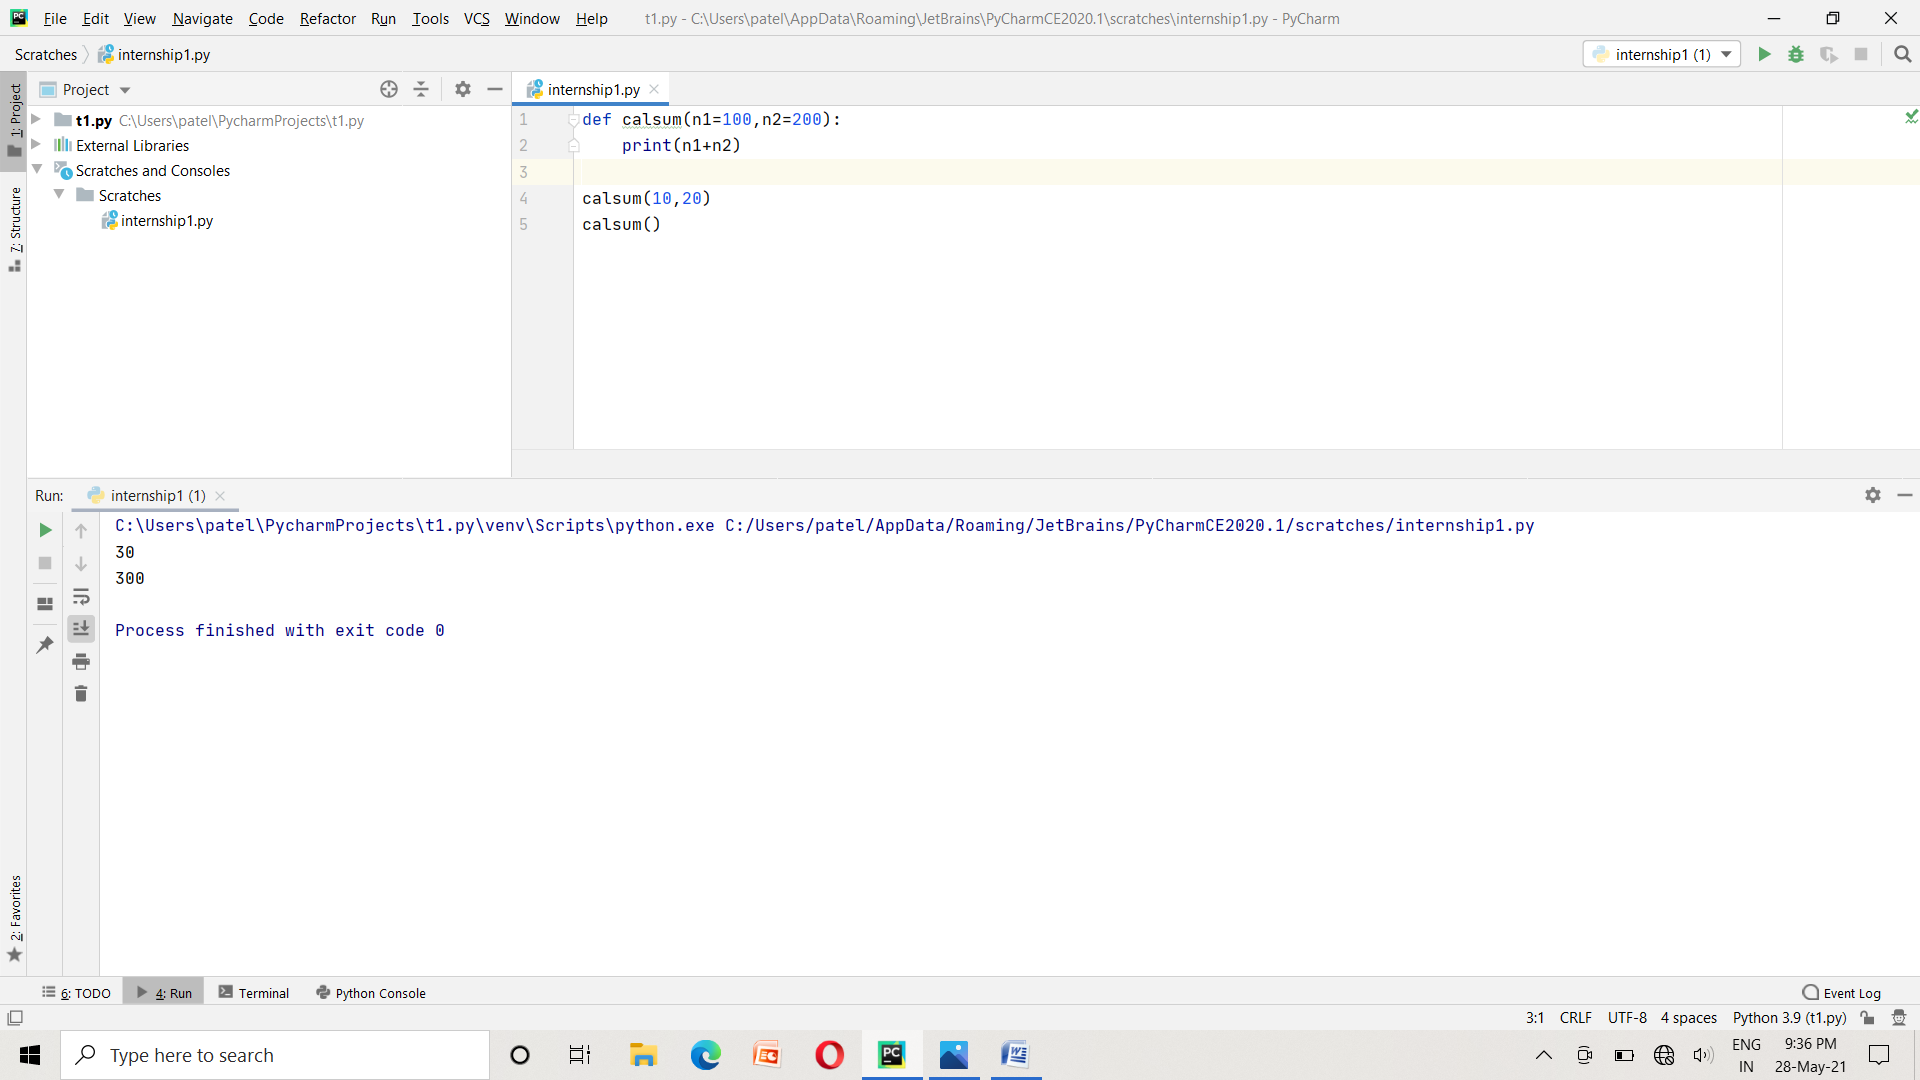 PC File Edit View Navigate Code Refactor Run Tools VCS Window Help t1.py - C:\Users\patel\AppData\Roaming\JetBrains\PyCharmCE2020.1\scratches\internship1.py - PyCharm
Scratches internship1.py internship1 (1)
1: Project
Project
internship1.py
t1.py C:\Users\patel\PycharmProjects\t1.py
External Libraries
Scratches and Consoles
Scratches
internship1.py
7: Structure
1 def calsum(n1=100,n2=200):
2 print(n1+n2)
3
4 calsum(10,20)
5 calsum()
Run: internship1 (1)
C:\Users\patel\PycharmProjects\t1.py\venv\Scripts\python.exe C:/Users/patel/AppData/Roaming/JetBrains/PyCharmCE2020.1/scratches/internship1.py
30
300
Process finished with exit code 0
2: Favorites
6: TODO 4: Run Terminal Python Console Event Log
3:1 CRLF UTF-8 4 spaces Python 3.9 (t1.py)
Type here to search
PC
ENG
IN
9:36 PM
28-May-21